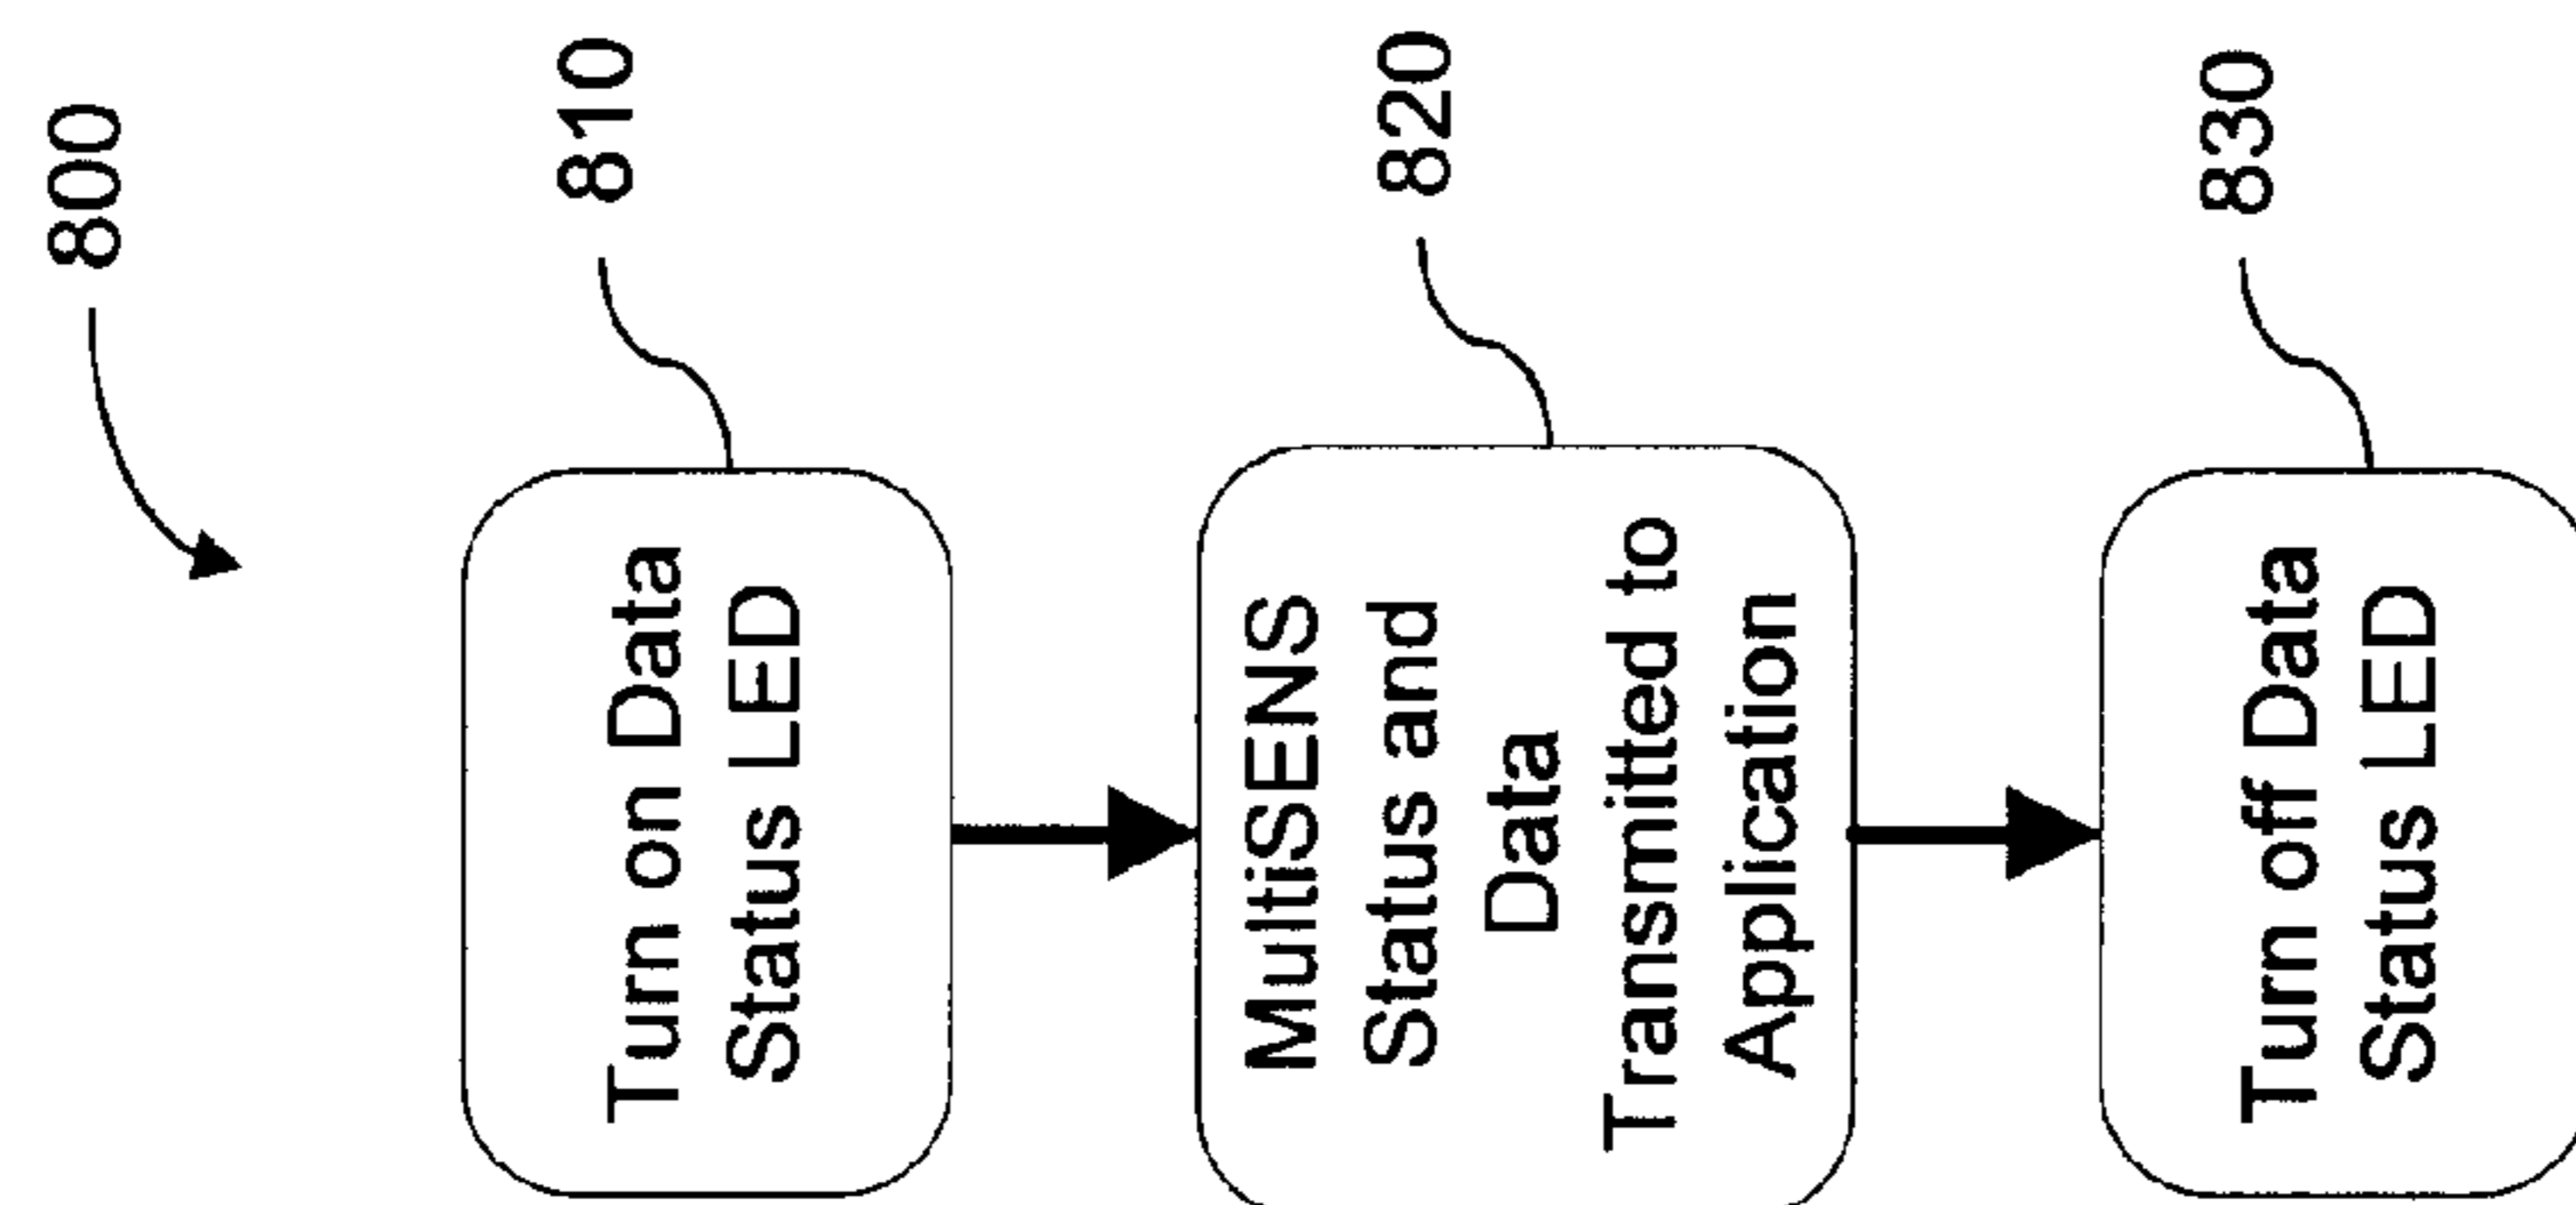 800
810
Turn on Data
Status LED
820
MultiSENS
Status and
Data
Transmitted to
Application
830
Turn off Data
Status LED